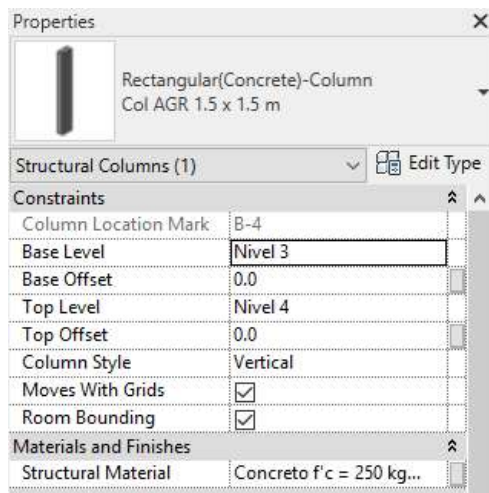 Properties
Rectangular(Concrete)-Column
Col AGR 1.5 x 1.5 m
Structural Columns (1) Edit Type
Constraints
Column Location Mark B-4
Base Level Nivel 3
Base Offset 0.0
Top Level Nivel 4
Top Offset 0.0
Column Style Vertical
Moves With Grids
Room Bounding
Materials and Finishes
Structural Material Concreto f'c = 250 kg...